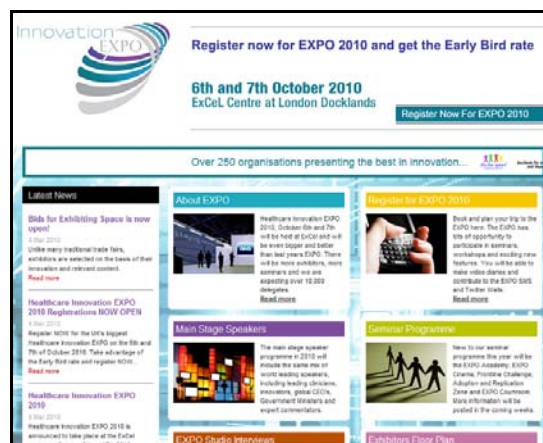 Innovation
EXPO
Register now for EXPO 2010 and get the Early Bird rate
6th and 7th October 2010
ExCeL Centre at London Docklands
Register Now For EXPO 2010
Over 250 organisations presenting the best in innovation...
Latest News
Bids for Exhibiting Space is now
open!
4 Mar 2010
Unlike many traditional trade fairs,
exhibitors are selected on the basis of their
innovation and relevant content.
Read more
Healthcare Innovation EXPO
2010 Registrations NOW OPEN
4 Mar 2010
Register NOW for the UK's biggest
Healthcare Innovation EXPO on the 6th and
7th of October 2010. Take advantage of
the Early Bird rate and register NOW...
Read more
Healthcare Innovation EXPO
2010
4 Mar 2010
Healthcare Innovation EXPO 2010 is
announced to take place at the ExCel
About EXPO
Healthcare Innovation EXPO
2010, October 6th and 7th
will be held at ExCel and will
be even bigger and better
than last years EXPO. There
will be more exhibitors, more
seminars and we are
expecting over 10,000
delegates.
Read more
Register for EXPO 2010
Book and plan your trip to the
EXPO here. The EXPO has
lots of opportunity to
participate in seminars,
workshops and exciting new
features. You will be able to
make video diaries and
contribute to the EXPO SMS
and Twitter Walls.
Read more
Main Stage Speakers
The main stage speaker
programme in 2010 will
include the same mix of
world leading speakers,
including leading clinicians,
innovators, global CEO's,
Government Ministers and
expert commentators.
Seminar Programme
New to our seminar
programme this year will be
the EXPO Academy, EXPO
Cinema, Frontline Challenge,
Adoption and Replication
Zone and EXPO Courtroom.
More information will be
posted in the coming weeks.
EXPO Studio Interviews
Exhibitors Floor Plan